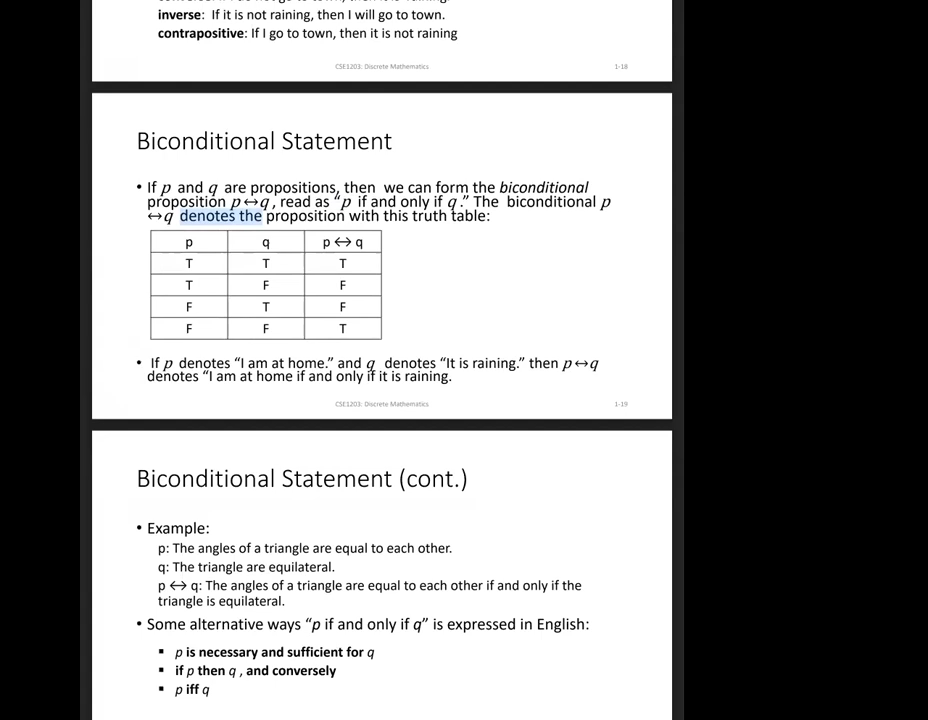 inverse: If it is not raining, then I will go to town.
contrapositive: If I go to town, then it is not raining
CSE1203: Discrete Mathematics
1-18
Biconditional Statement
• If p and q are propositions, then we can form the biconditional
proposition p ↔ q , read as “p if and only if q .” The biconditional p
↔ q denotes the proposition with this truth table:
p q p ↔ q
T T T
T F F
F T F
F F T
• If p denotes “I am at home.” and q denotes “It is raining.” then p ↔ q
denotes “I am at home if and only if it is raining.
CSE1203: Discrete Mathematics
1-19
Biconditional Statement (cont.)
• Example:
p: The angles of a triangle are equal to each other.
q: The triangle are equilateral.
p ↔ q: The angles of a triangle are equal to each other if and only if the
triangle is equilateral.
• Some alternative ways “p if and only if q” is expressed in English:
▪ p is necessary and sufficient for q
▪ if p then q , and conversely
▪ p iff q